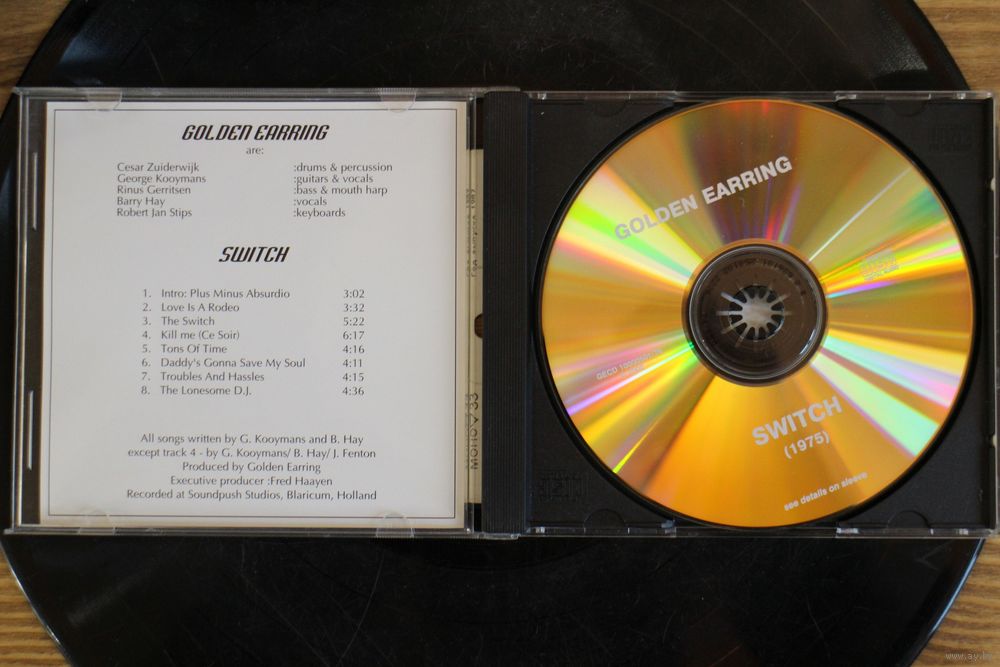 GOLDEN EARRING
are:
Cesar Zuiderwijk :drums & percussion
George Kooymans :guitars & vocals
Rinus Gerritsen :bass & mouth harp
Barry Hay :vocals
Robert Jan Stips :keyboards
SWITCH
1. Intro: Plus Minus Absurdio 3:02
2. Love Is A Rodeo 3:32
3. The Switch 5:22
4. Kill me (Ce Soir) 6:17
5. Tons Of Time 4:16
6. Daddy's Gonna Save My Soul 4:11
7. Troubles And Hassles 4:15
8. The Lonesome D.J. 4:36
All songs written by G. Kooymans and B. Hay
except track 4 - by G. Kooymans/ B. Hay/ J. Fenton
Produced by Golden Earring
Executive producer :Fred Haayen
Recorded at Soundpush Studios, Blaricum, Holland
33
GOLDEN EARRING
SWITCH
(1975)
see details on sleeve